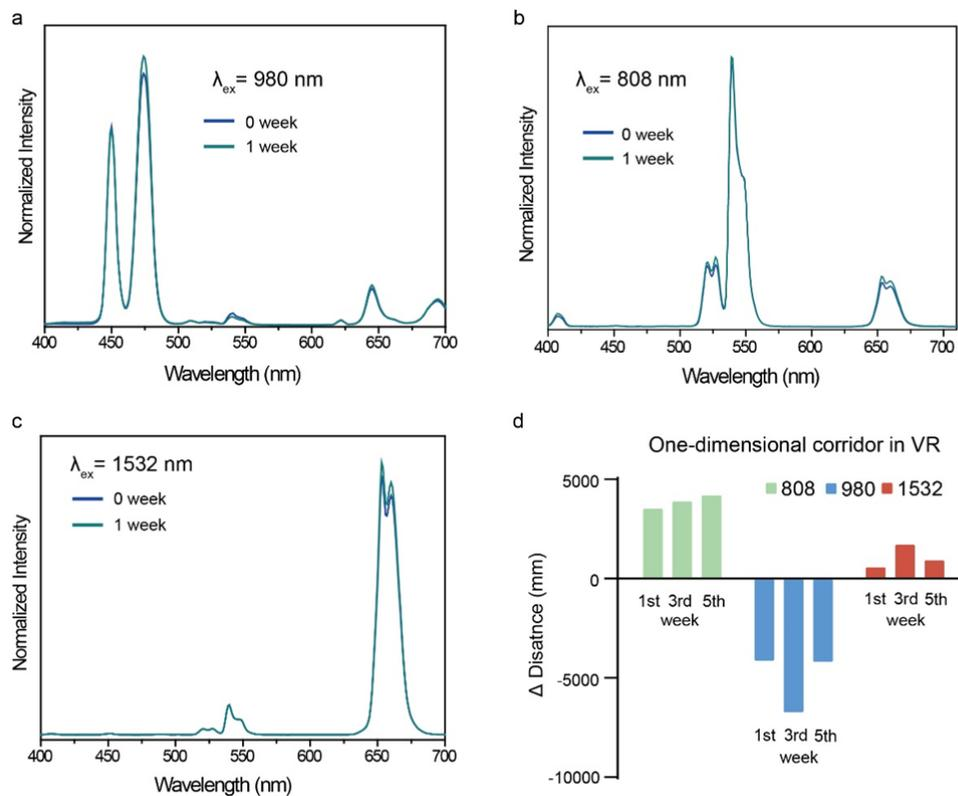 a
λex= 980 nm
0 week
1 week
Normalized Intensity
400 450 500 550 600 650 700
Wavelength (nm)
b
λex= 808 nm
0 week
1 week
Normalized Intensity
400 450 500 550 600 650 700
Wavelength (nm)
c
λex= 1532 nm
0 week
1 week
Normalized Intensity
400 450 500 550 600 650 700
Wavelength (nm)
d
One-dimensional corridor in VR
808 980 1532
Δ Disatnce (mm)
5000
0
-5000
-10000
1st 3rd 5th
week
1st 3rd 5th
week
1st 3rd 5th
week